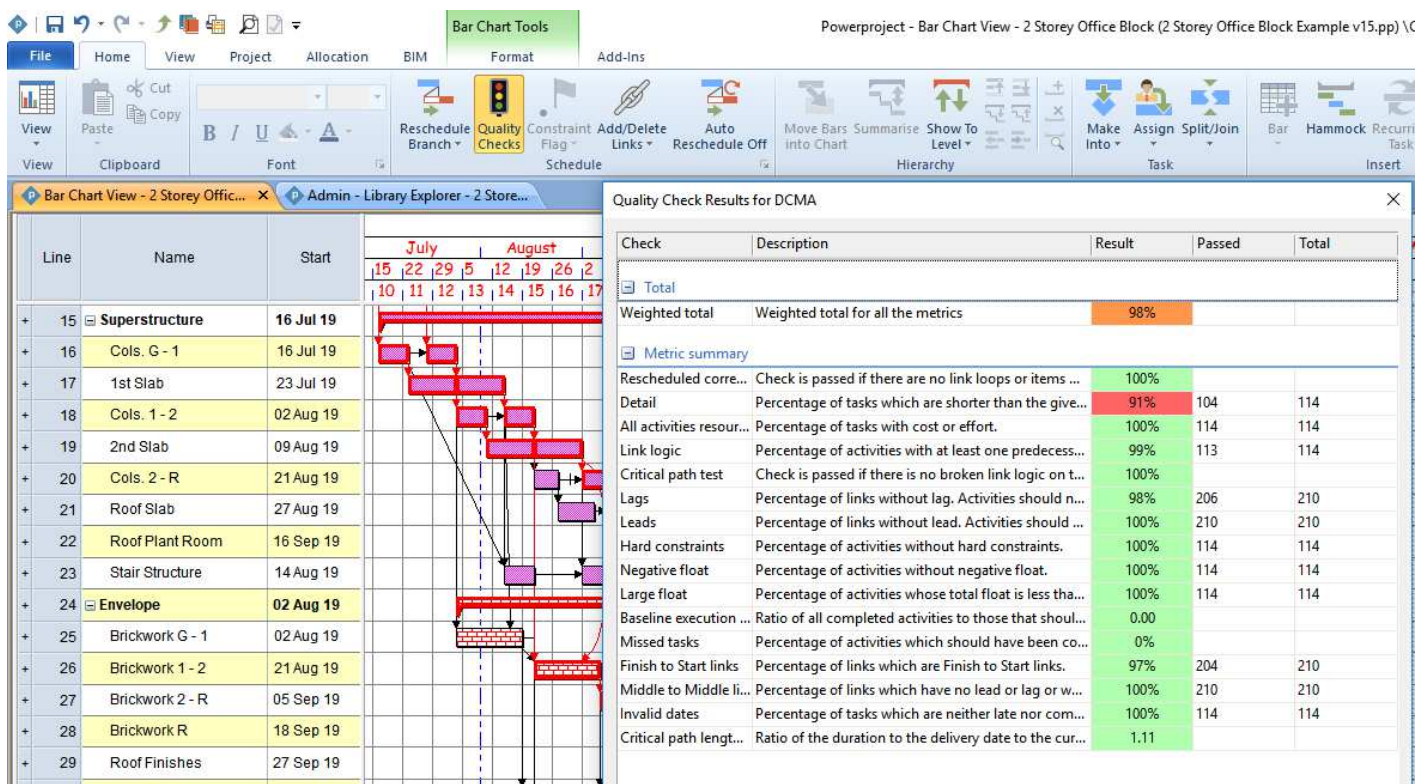 Bar Chart Tools
Powerproject - Bar Chart View - 2 Storey Office Block (2 Storey Office Block Example v15.pp) \C
File Home View Project Allocation BIM Format Add-Ins
View
Paste
Cut
Copy
B I U A
Reschedule Branch
Quality Checks
Constraint Flag
Add/Delete Links
Auto Reschedule Off
Move Bars into Chart
Summarise
Show To Level
Make Into
Assign
Split/Join
Bar
Hammock
Recurri
Task
View Clipboard Font Schedule Hierarchy Task Insert
Bar Chart View - 2 Storey Offic...
Admin - Library Explorer - 2 Store...
Line Name Start
July August
15 22 29 5 12 19 26 2
10 11 12 13 14 15 16 17
15 Superstructure 16 Jul 19
16 Cols. G - 1 16 Jul 19
17 1st Slab 23 Jul 19
18 Cols. 1 - 2 02 Aug 19
19 2nd Slab 09 Aug 19
20 Cols. 2 - R 21 Aug 19
21 Roof Slab 27 Aug 19
22 Roof Plant Room 16 Sep 19
23 Stair Structure 14 Aug 19
24 Envelope 02 Aug 19
25 Brickwork G - 1 02 Aug 19
26 Brickwork 1 - 2 21 Aug 19
27 Brickwork 2 - R 05 Sep 19
28 Brickwork R 18 Sep 19
29 Roof Finishes 27 Sep 19
Quality Check Results for DCMA
Check Description Result Passed Total
Total
Weighted total Weighted total for all the metrics 98%
Metric summary
Rescheduled corre... Check is passed if there are no link loops or items ... 100%
Detail Percentage of tasks which are shorter than the give... 91% 104 114
All activities resour... Percentage of tasks with cost or effort. 100% 114 114
Link logic Percentage of activities with at least one predecess... 99% 113 114
Critical path test Check is passed if there is no broken link logic on t... 100%
Lags Percentage of links without lag. Activities should n... 98% 206 210
Leads Percentage of links without lead. Activities should ... 100% 210 210
Hard constraints Percentage of activities without hard constraints. 100% 114 114
Negative float Percentage of activities without negative float. 100% 114 114
Large float Percentage of activities whose total float is less tha... 100% 114 114
Baseline execution ... Ratio of all completed activities to those that shoul... 0.00
Missed tasks Percentage of activities which should have been co... 0%
Finish to Start links Percentage of links which are Finish to Start links. 97% 204 210
Middle to Middle li... Percentage of links which have no lead or lag or w... 100% 210 210
Invalid dates Percentage of tasks which are neither late nor com... 100% 114 114
Critical path lengt... Ratio of the duration to the delivery date to the cur... 1.11